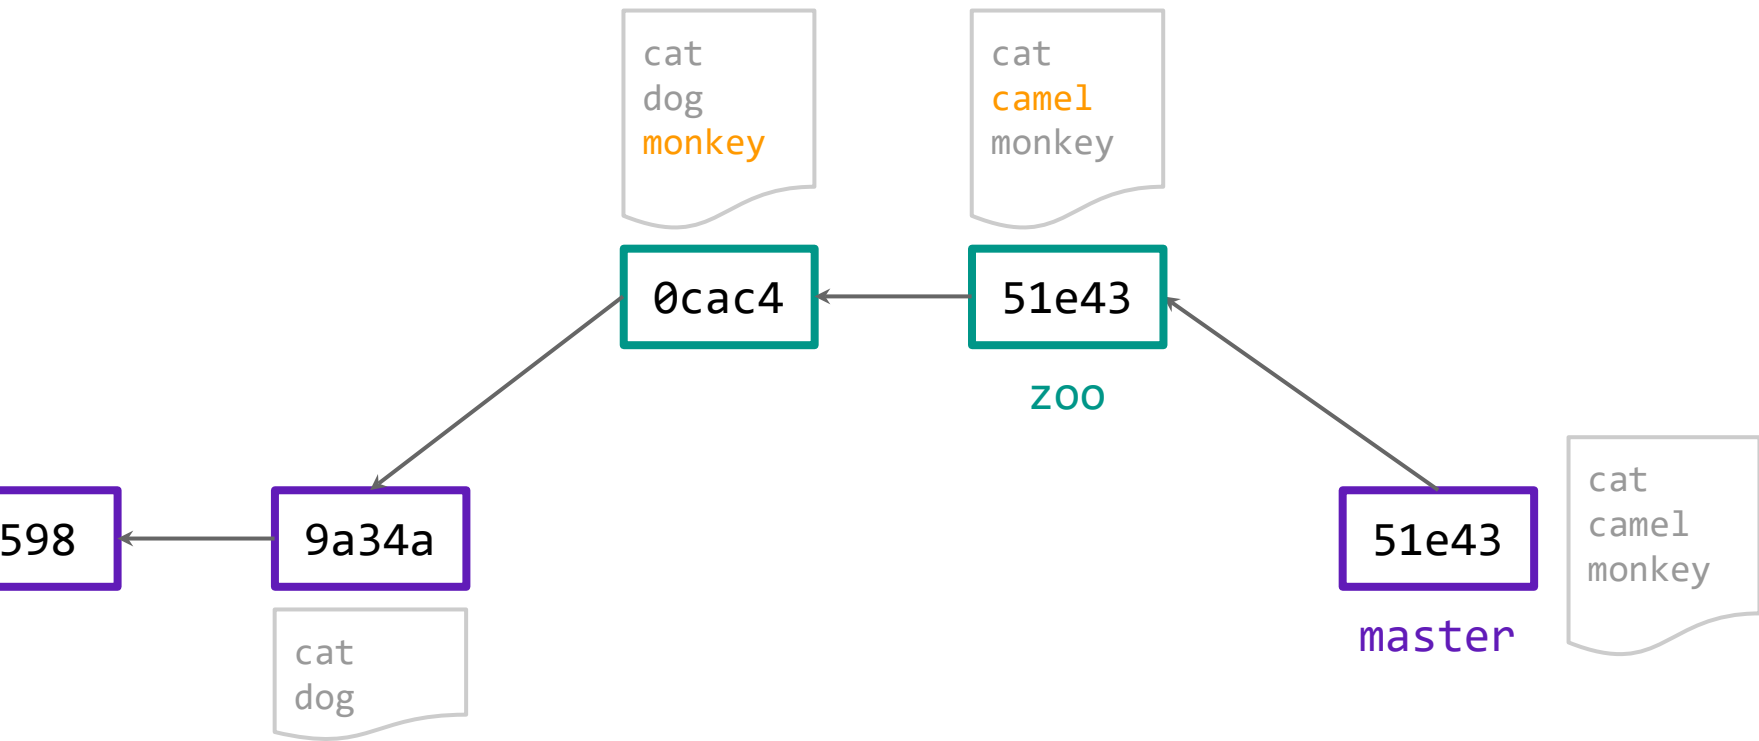 cat
dog
monkey
cat
camel
monkey
0cac4
51e43
zoo
598
9a34a
51e43
master
cat
camel
monkey
cat
dog